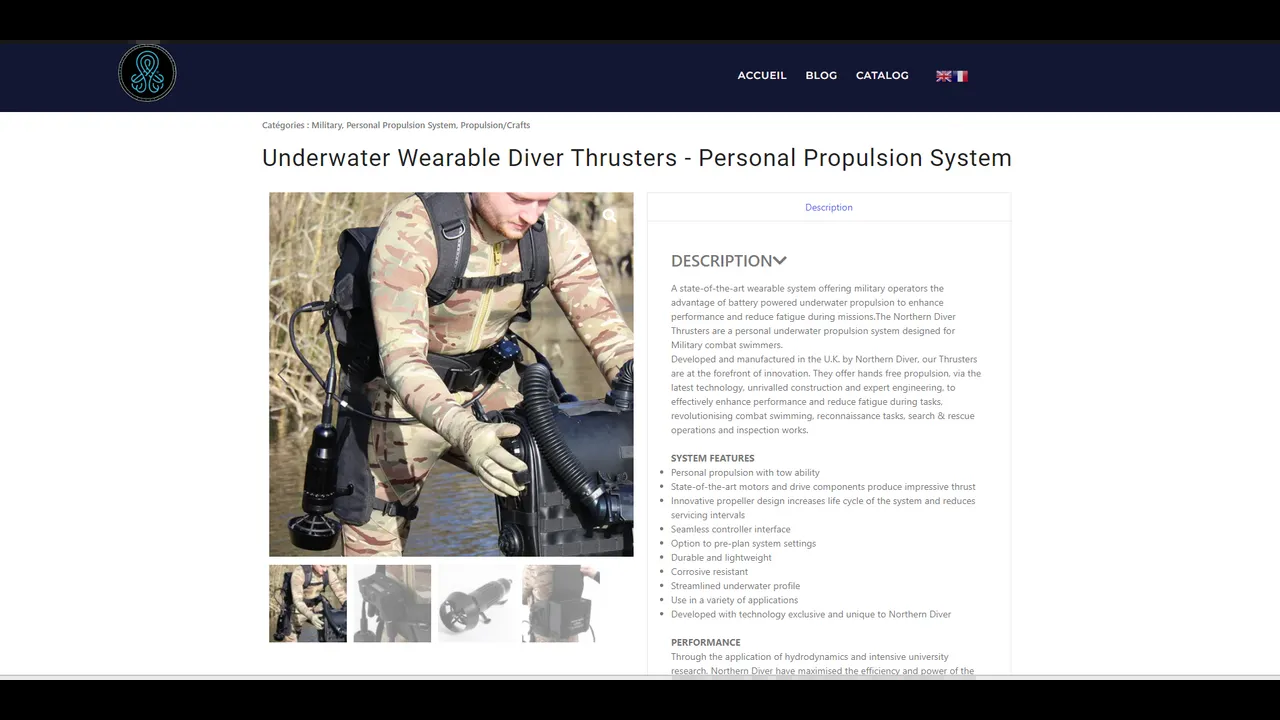 ACCUEIL BLOG CATALOG
Catégories : Military, Personal Propulsion System, Propulsion/Crafts
Underwater Wearable Diver Thrusters - Personal Propulsion System
Description
DESCRIPTION
A state-of-the-art wearable system offering military operators the
advantage of battery powered underwater propulsion to enhance
performance and reduce fatigue during missions.The Northern Diver
Thrusters are a personal underwater propulsion system designed for
Military combat swimmers.
Developed and manufactured in the U.K. by Northern Diver, our Thrusters
are at the forefront of innovation. They offer hands free propulsion, via the
latest technology, unrivalled construction and expert engineering, to
effectively enhance performance and reduce fatigue during tasks,
revolutionising combat swimming, reconnaissance tasks, search & rescue
operations and inspection works.
SYSTEM FEATURES
Personal propulsion with tow ability
State-of-the-art motors and drive components produce impressive thrust
Innovative propeller design increases life cycle of the system and reduces
servicing intervals
Seamless controller interface
Option to pre-plan system settings
Durable and lightweight
Corrosive resistant
Streamlined underwater profile
Use in a variety of applications
Developed with technology exclusive and unique to Northern Diver
PERFORMANCE
Through the application of hydrodynamics and intensive university
research, Northern Diver have maximised the efficiency and power of the